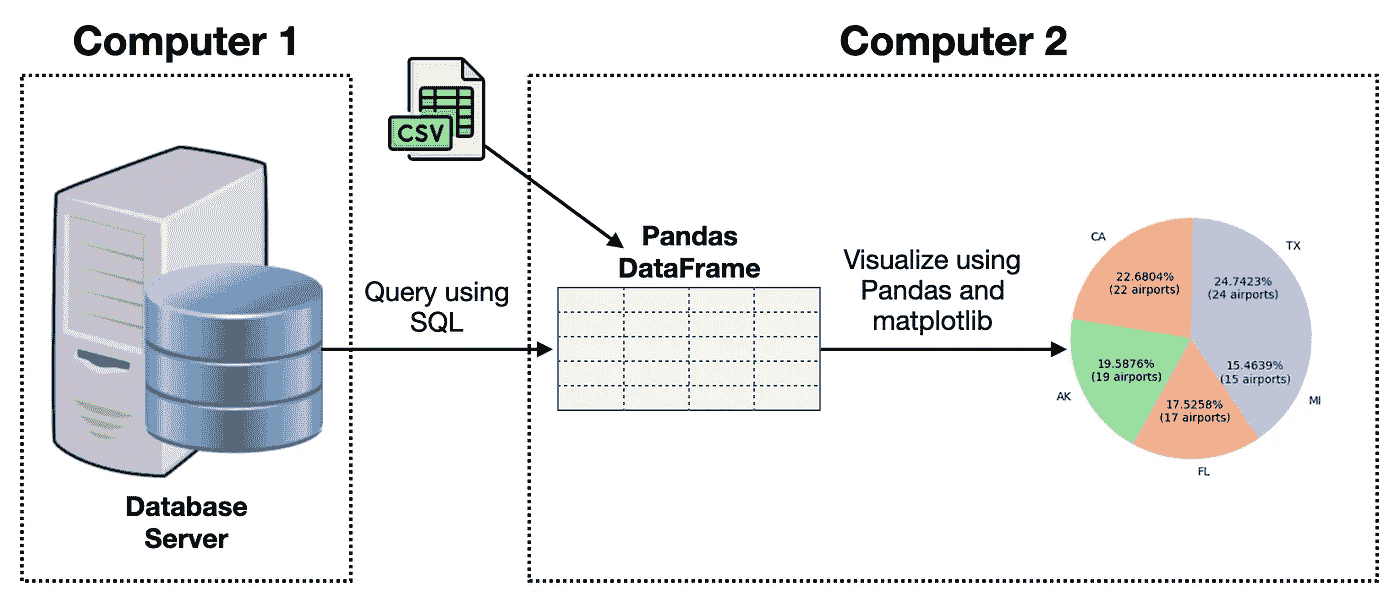 Computer 1
Computer 2
CSV
Pandas
DataFrame
Query using
SQL
Visualize using
Pandas and
matplotlib
CA
TX
22.6804%
(22 airports)
24.7423%
(24 airports)
19.5876%
(19 airports)
15.4639%
(15 airports)
AK
17.5258%
(17 airports)
MI
FL
Database
Server